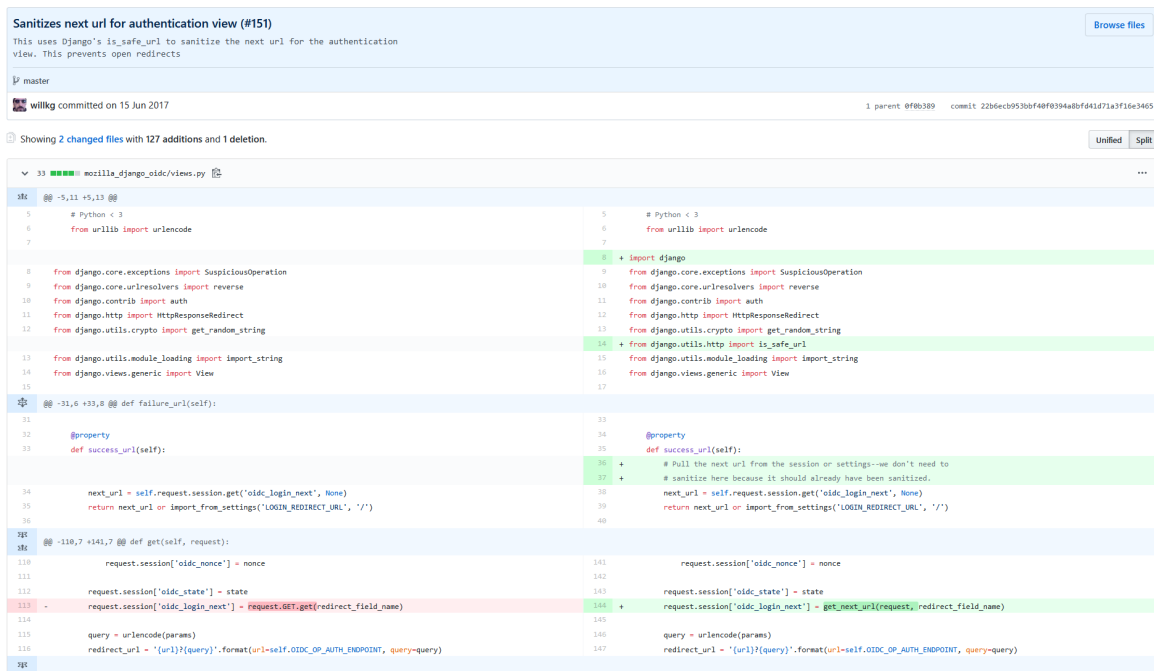 Sanitizes next url for authentication view (#151)
Browse files
This uses Django's is_safe_url to sanitize the next url for the authentication
view. This prevents open redirects
master
willkg committed on 15 Jun 2017
1 parent 0f0b389 commit 22b6ecb953bbf40f0394a8bfd41d71a3f16e3465
Showing 2 changed files with 127 additions and 1 deletion.
Unified Split
33 mozilla_django_oidc/views.py
@@ -5,11 +5,13 @@
5 # Python < 3 5 # Python < 3
6 from urllib import urlencode 6 from urllib import urlencode
7 7
8 + import django
8 from django.core.exceptions import SuspiciousOperation 9 from django.core.exceptions import SuspiciousOperation
9 from django.core.urlresolvers import reverse 10 from django.core.urlresolvers import reverse
10 from django.contrib import auth 11 from django.contrib import auth
11 from django.http import HttpResponseRedirect 12 from django.http import HttpResponseRedirect
12 from django.utils.crypto import get_random_string 13 from django.utils.crypto import get_random_string
14 + from django.utils.http import is_safe_url
13 from django.utils.module_loading import import_string 15 from django.utils.module_loading import import_string
14 from django.views.generic import View 16 from django.views.generic import View
15 17
@@ -31,6 +33,8 @@ def failure_url(self):
31 33
32 @property 34 @property
33 def success_url(self): 35 def success_url(self):
36 + # Pull the next url from the session or settings--we don't need to
37 + # sanitize here because it should already have been sanitized.
34 next_url = self.request.session.get('oidc_login_next', None) 38 next_url = self.request.session.get('oidc_login_next', None)
35 return next_url or import_from_settings('LOGIN_REDIRECT_URL', '/') 39 return next_url or import_from_settings('LOGIN_REDIRECT_URL', '/')
36 40
@@ -110,7 +141,7 @@ def get(self, request):
110 request.session['oidc_nonce'] = nonce 141 request.session['oidc_nonce'] = nonce
111 142
112 request.session['oidc_state'] = state 143 request.session['oidc_state'] = state
113 - request.session['oidc_login_next'] = request.GET.get(redirect_field_name) 144 + request.session['oidc_login_next'] = get_next_url(request, redirect_field_name)
114 145
115 query = urlencode(params) 146 query = urlencode(params)
116 redirect_url = '{url}?{query}'.format(url=self.OIDC_OP_AUTH_ENDPOINT, query=query) 147 redirect_url = '{url}?{query}'.format(url=self.OIDC_OP_AUTH_ENDPOINT, query=query)